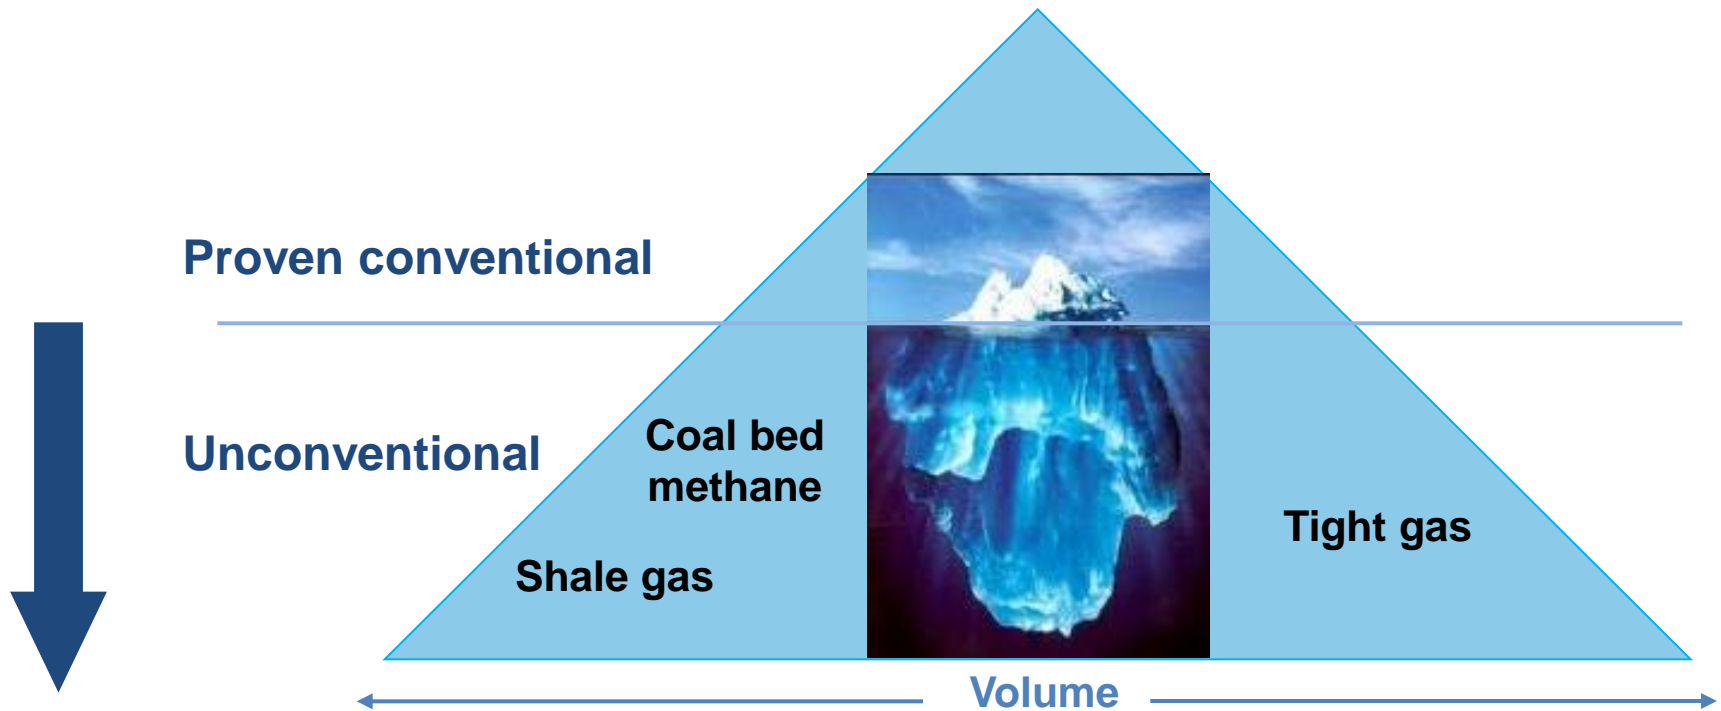 Proven conventional
Unconventional
Coal bed
methane
Tight gas
Shale gas
Volume